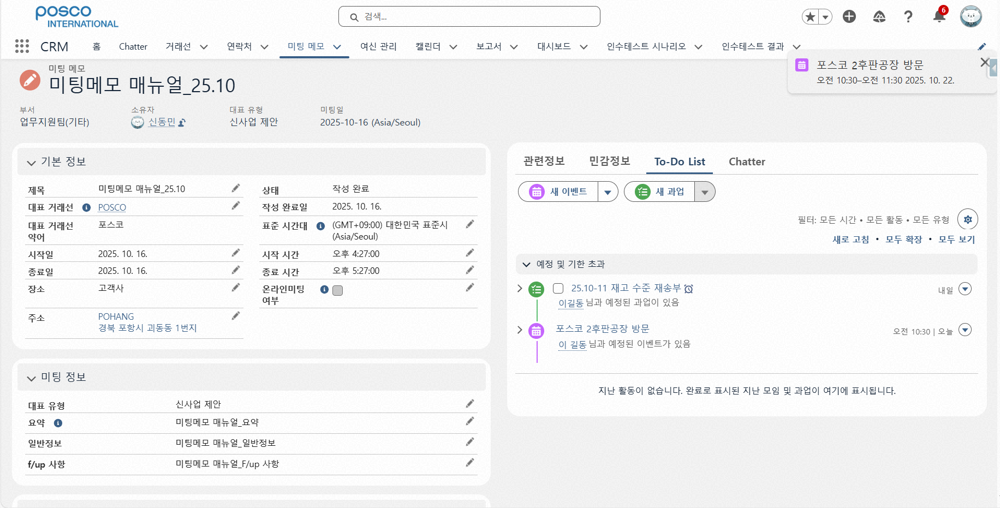 posco
INTERNATIONAL
검색...
6
CRM
홈
Chatter
거래선
연락처
미팅 메모
여신 관리
캘린더
보고서
대시보드
인수테스트 시나리오
인수테스트 결과
포스코 2후판공장 방문
오전 10:30–오전 11:30 2025. 10. 22.
미팅 메모
미팅메모 매뉴얼_25.10
부서
업무지원팀(기타)
소유자
신동민
대표 유형
신사업 제안
미팅일
2025-10-16 (Asia/Seoul)
기본 정보
제목
미팅메모 매뉴얼_25.10
상태
작성 완료
대표 거래선
POSCO
작성 완료일
2025. 10. 16.
대표 거래선
약어
포스코
표준 시간대
(GMT+09:00) 대한민국 표준시
(Asia/Seoul)
시작일
2025. 10. 16.
시작 시간
오후 4:27:00
종료일
2025. 10. 16.
종료 시간
오후 5:27:00
장소
고객사
온라인미팅
여부
주소
POHANG
경북 포항시 괴동동 1번지
미팅 정보
대표 유형
신사업 제안
요약
미팅메모 매뉴얼_요약
일반정보
미팅메모 매뉴얼_일반정보
f/up 사항
미팅메모 매뉴얼_F/up 사항
관련정보
민감정보
To-Do List
Chatter
새 이벤트
새 과업
필터: 모든 시간 • 모든 활동 • 모든 유형
새로 고침 • 모두 확장 • 모두 보기
예정 및 기한 초과
25.10-11 재고 수준 재송부
내일
이길동 님과 예정된 과업이 있음
포스코 2후판공장 방문
오전 10:30 | 오늘
이 길동 님과 예정된 이벤트가 있음
지난 활동이 없습니다. 완료로 표시된 지난 모임 및 과업이 여기에 표시됩니다.